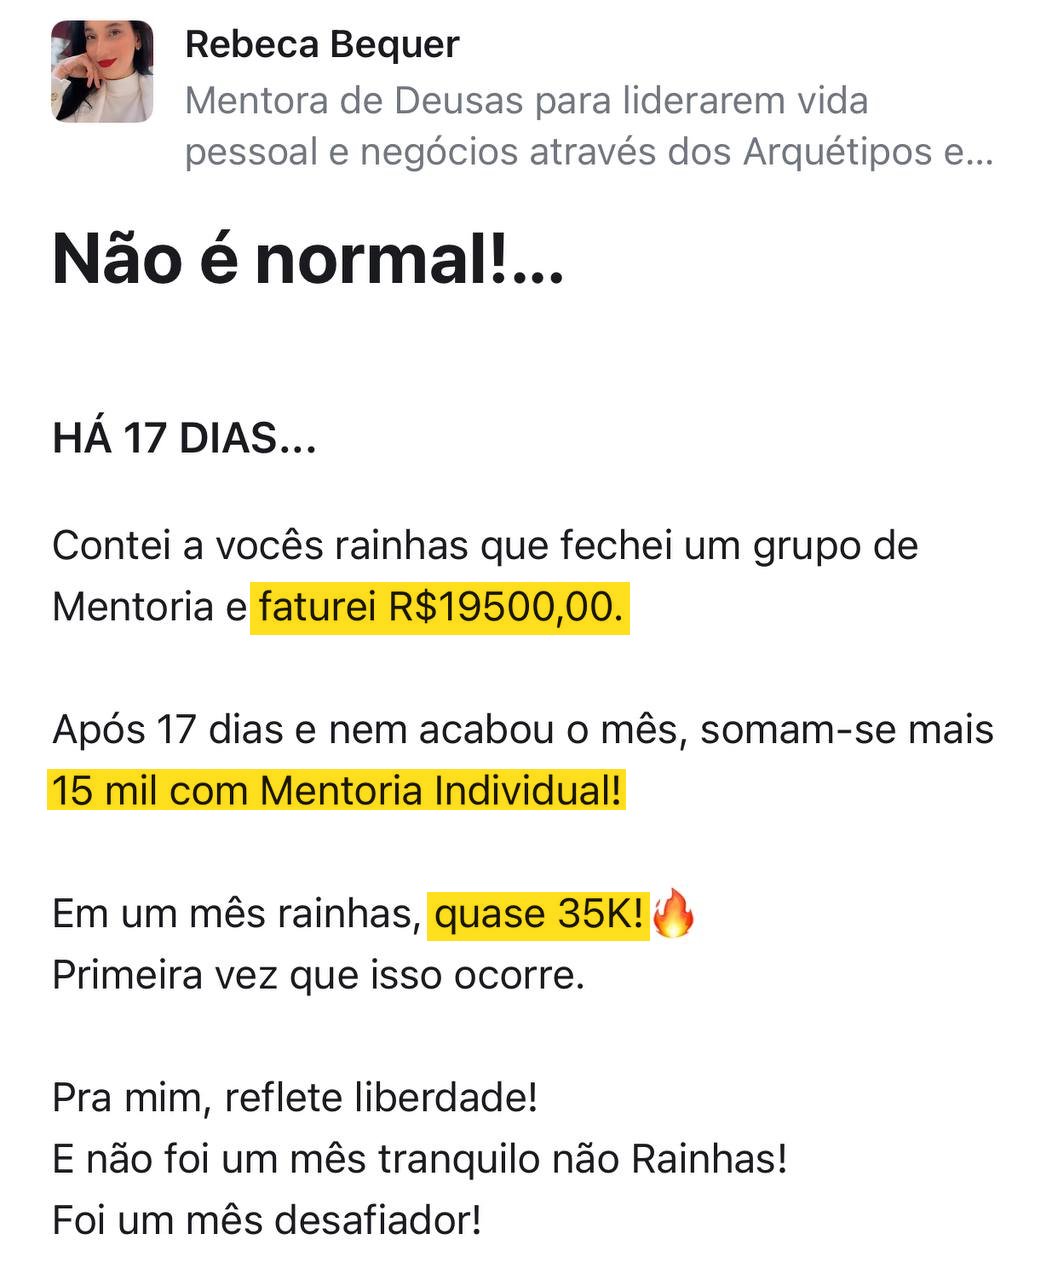 Rebeca Bequer
Mentora de Deusas para liderarem vida
pessoal e negócios através dos Arquétipos e...
Não é normal!...
HÁ 17 DIAS...
Contei a vocês rainhas que fechei um grupo de
Mentoria e faturei R$19500,00.
Após 17 dias e nem acabou o mês, somam-se mais
15 mil com Mentoria Individual!
Em um mês rainhas, quase 35K!🔥
Primeira vez que isso ocorre.
Pra mim, reflete liberdade!
E não foi um mês tranquilo não Rainhas!
Foi um mês desafiador!